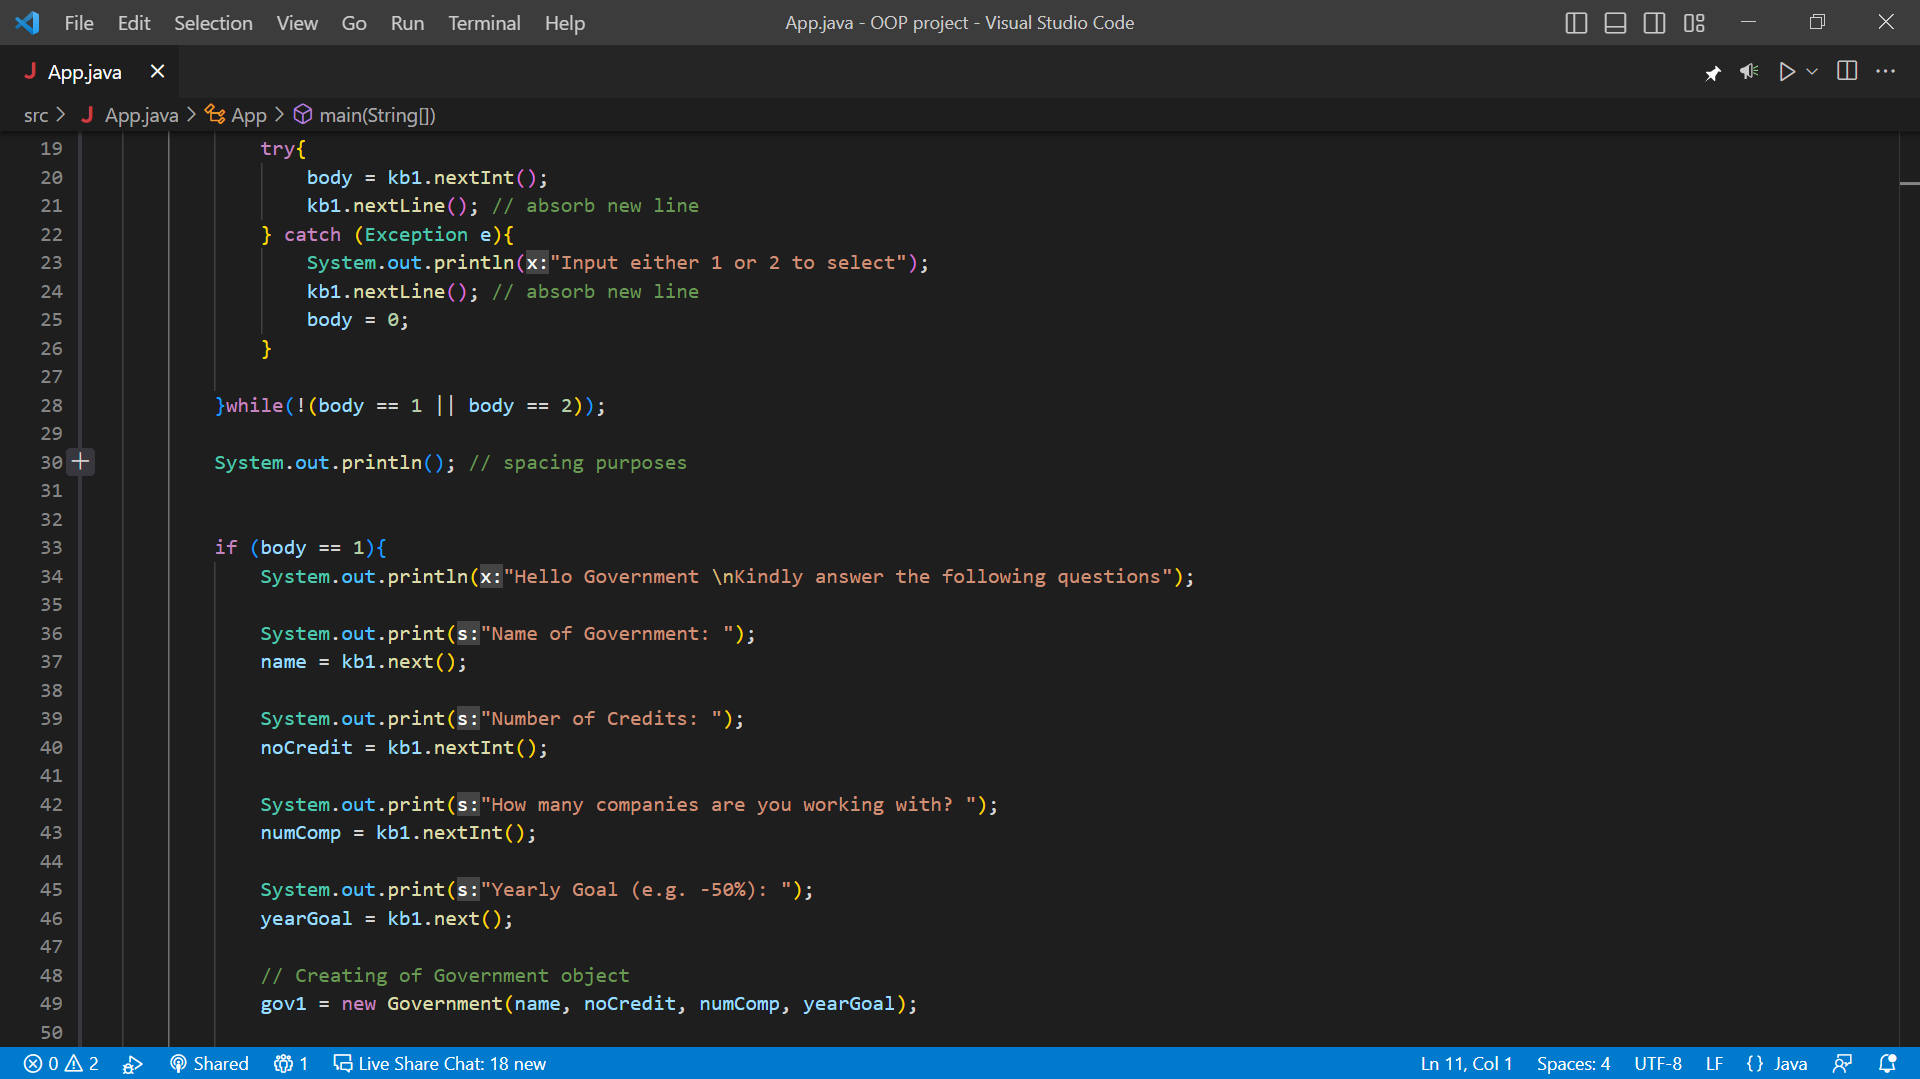 File Edit Selection View Go Run Terminal Help App.java - OOP project - Visual Studio Code
App.java
src > App.java > App > main(String[])
19 try{
20 body = kb1.nextInt();
21 kb1.nextLine(); // absorb new line
22 } catch (Exception e){
23 System.out.println(x:"Input either 1 or 2 to select");
24 kb1.nextLine(); // absorb new line
25 body = 0;
26 }
27
28 }while(!(body == 1 || body == 2));
29
30 System.out.println(); // spacing purposes
31
32
33 if (body == 1){
34 System.out.println(x:"Hello Government \nKindly answer the following questions");
35
36 System.out.print(s:"Name of Government: ");
37 name = kb1.next();
38
39 System.out.print(s:"Number of Credits: ");
40 noCredit = kb1.nextInt();
41
42 System.out.print(s:"How many companies are you working with? ");
43 numComp = kb1.nextInt();
44
45 System.out.print(s:"Yearly Goal (e.g. -50%): ");
46 yearGoal = kb1.next();
47
48 // Creating of Government object
49 gov1 = new Government(name, noCredit, numComp, yearGoal);
50
0 2 Shared 1 Live Share Chat: 18 new Ln 11, Col 1 Spaces: 4 UTF-8 LF {} Java